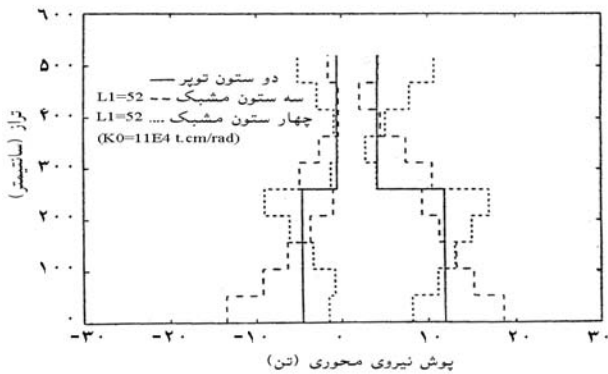 ۶۰۰
۵۰۰
۴۰۰
۳۰۰
۲۰۰
۱۰۰
۰
تراز (سانتیمتر)
دو ستون توپر
سه ستون مشبک L1=52
چهار ستون مشبک L1=52
(K0=11E4 t.cm/rad)
-۳۰ -۲۰ -۱۰ ۰ ۱۰ ۲۰ ۳۰
پوش نیروی محوری (تن)